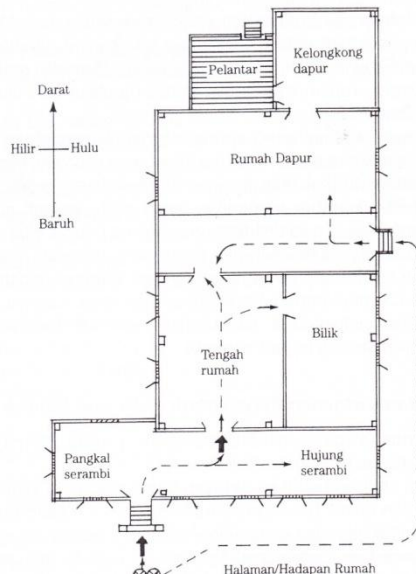 Kelongkong
dapur
Pelantar
Darat
Hilir
Hulu
Baruh
Rumah Dapur
Tengah
rumah
Bilik
Pangkal
serambi
Hujung
serambi
Halaman/Hadapan Rumah